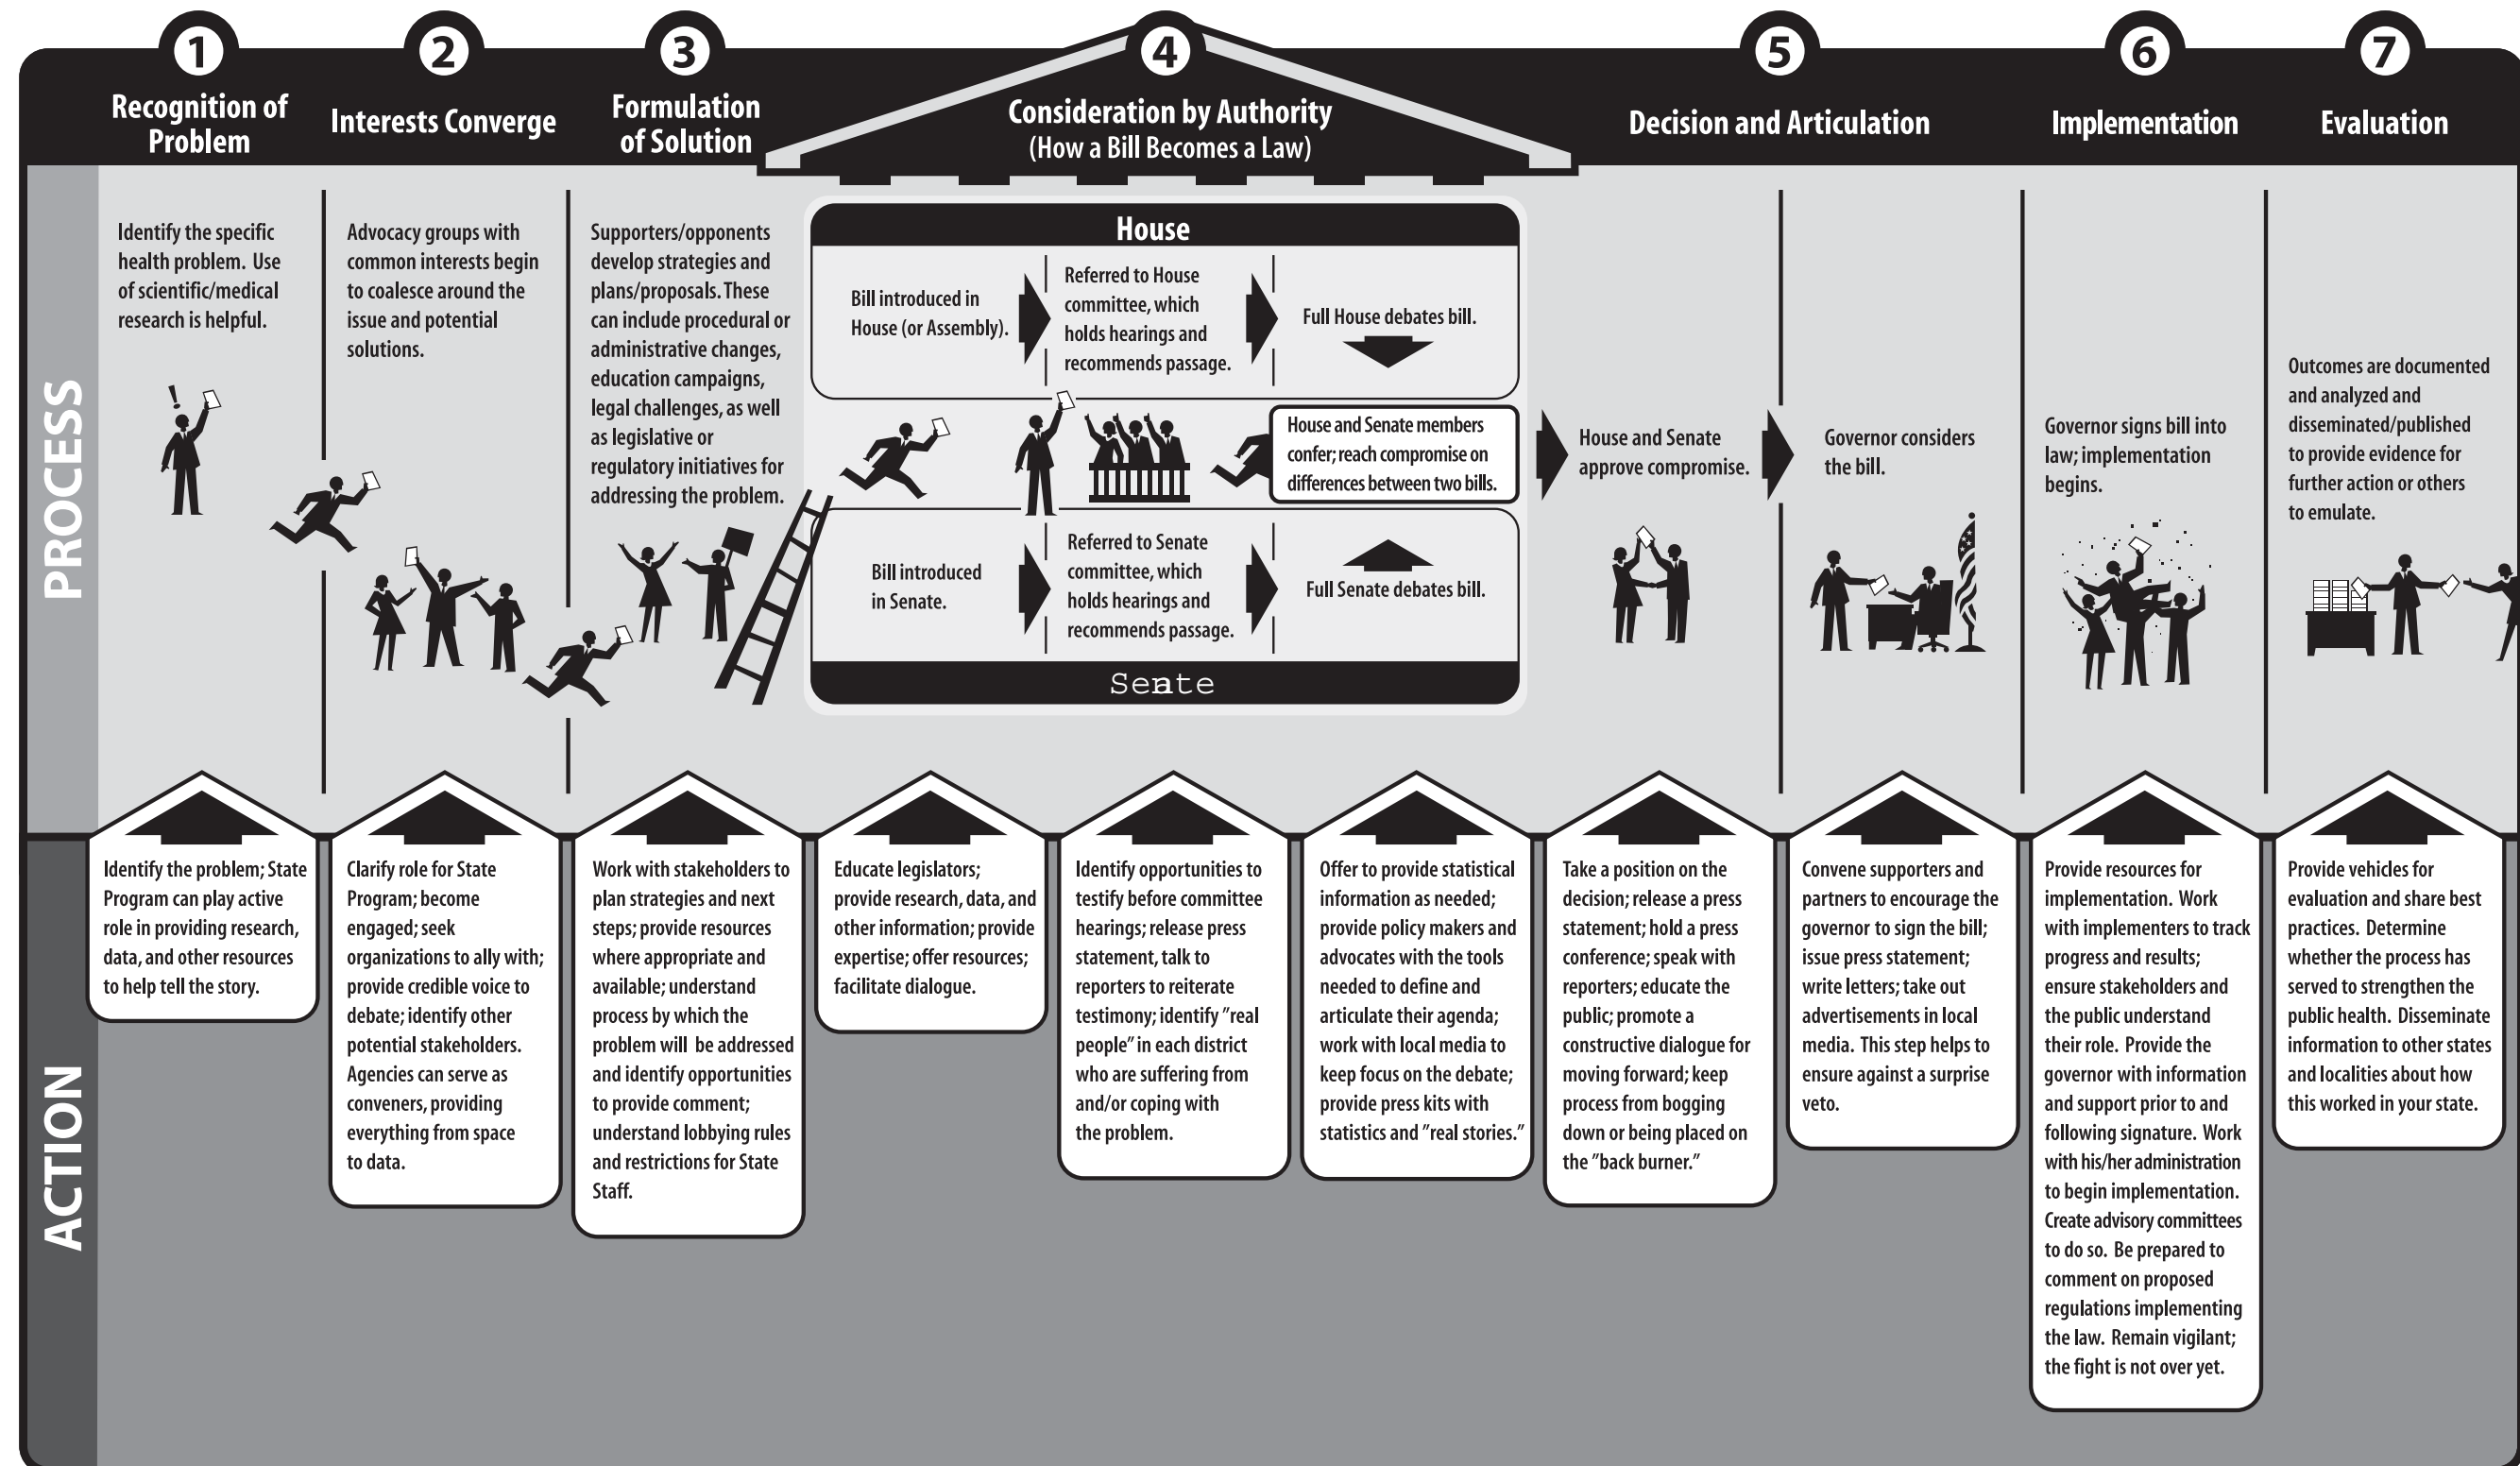 1
Recognition of
Problem
2
Interests Converge
3
Formulation
of Solution
4
Consideration by Authority
(How a Bill Becomes a Law)
5
Decision and Articulation
6
Implementation
7
Evaluation
PROCESS
Identify the specific
health problem. Use
of scientific/medical
research is helpful.
!
Advocacy groups with
common interests begin
to coalesce around the
issue and potential
solutions.
Supporters/opponents
develop strategies and
plans/proposals. These
can include procedural or
administrative changes,
education campaigns,
legal challenges, as well
as legislative or
regulatory initiatives for
addressing the problem.
House
Bill introduced in
House (or Assembly).
Referred to House
committee, which
holds hearings and
recommends passage.
Full House debates bill.
House and Senate members
confer; reach compromise on
differences between two bills.
Bill introduced
in Senate.
Referred to Senate
committee, which
holds hearings and
recommends passage.
Full Senate debates bill.
Senate
House and Senate
approve compromise.
Governor considers
the bill.
Governor signs bill into
law; implementation
begins.
Outcomes are documented
and analyzed and
disseminated/published
to provide evidence for
further action or others
to emulate.
ACTION
Identify the problem; State
Program can play active
role in providing research,
data, and other resources
to help tell the story.
Clarify role for State
Program; become
engaged; seek
organizations to ally with;
provide credible voice to
debate; identify other
potential stakeholders.
Agencies can serve as
conveners, providing
everything from space
to data.
Work with stakeholders to
plan strategies and next
steps; provide resources
where appropriate and
available; understand
process by which the
problem will be addressed
and identify opportunities
to provide comment;
understand lobbying rules
and restrictions for State
Staff.
Educate legislators;
provide research, data, and
other information; provide
expertise; offer resources;
facilitate dialogue.
Identify opportunities to
testify before committee
hearings; release press
statement, talk to
reporters to reiterate
testimony; identify "real
people" in each district
who are suffering from
and/or coping with
the problem.
Offer to provide statistical
information as needed;
provide policy makers and
advocates with the tools
needed to define and
articulate their agenda;
work with local media to
keep focus on the debate;
provide press kits with
statistics and "real stories."
Take a position on the
decision; release a press
statement; hold a press
conference; speak with
reporters; educate the
public; promote a
constructive dialogue for
moving forward; keep
process from bogging
down or being placed on
the "back burner."
Convene supporters and
partners to encourage the
governor to sign the bill;
issue press statement;
write letters; take out
advertisements in local
media. This step helps to
ensure against a surprise
veto.
Provide resources for
implementation. Work
with implementers to track
progress and results;
ensure stakeholders and
the public understand
their role. Provide the
governor with information
and support prior to and
following signature. Work
with his/her administration
to begin implementation.
Create advisory committees
to do so. Be prepared to
comment on proposed
regulations implementing
the law. Remain vigilant;
the fight is not over yet.
Provide vehicles for
evaluation and share best
practices. Determine
whether the process has
served to strengthen the
public health. Disseminate
information to other states
and localities about how
this worked in your state.